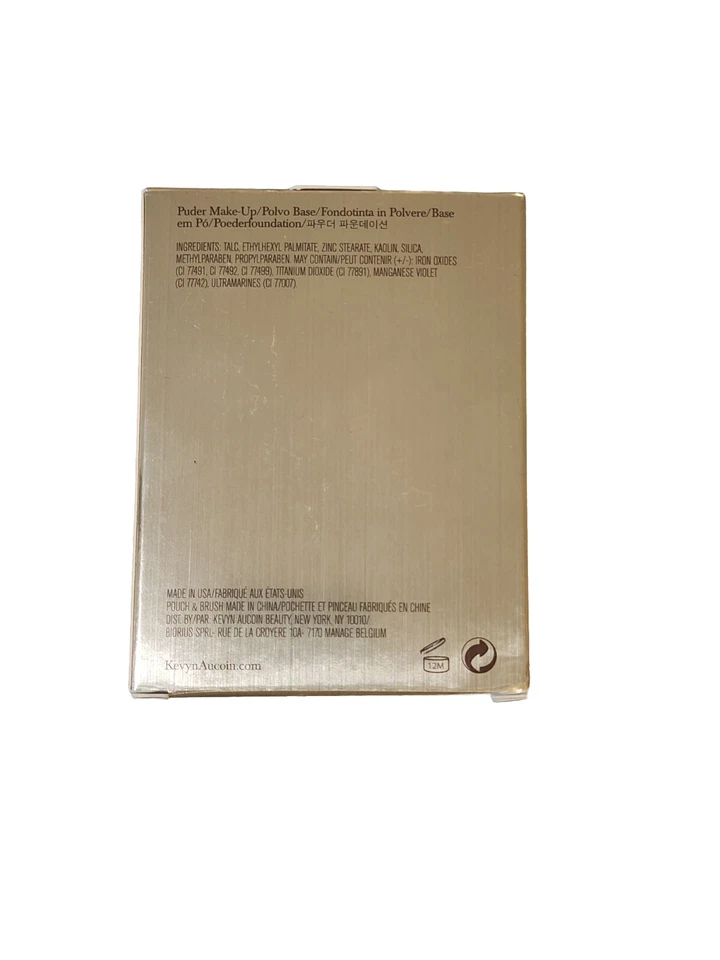 Puder Make-Up/Polvo Base/Fondotinta in Polvere/Base
em Pó/Poederfoundation/파우더 파운데이션
INGREDIENTS: TALC, ETHYLHEXYL PALMITATE, ZINC STEARATE, KAOLIN, SILICA,
METHYLPARABEN, PROPYLPARABEN. MAY CONTAIN/PEUT CONTENIR (+/-): IRON OXIDES
(CI 77491, CI 77492, CI 77499), TITANIUM DIOXIDE (CI 77891), MANGANESE VIOLET
(CI 77742), ULTRAMARINES (CI 77007).
MADE IN USA/FABRIQUÉ AUX ÉTATS-UNIS
POUCH & BRUSH MADE IN CHINA/POCHETTE ET PINCEAU FABRIQUÉS EN CHINE
DIST. BY/PAR: KEVYN AUCOIN BEAUTY, NEW YORK, NY 10010/
BIORIUS SPRL- RUE DE LA CROYERE 10A- 7170 MANAGE BELGIUM
KevynAucoin.com
12M